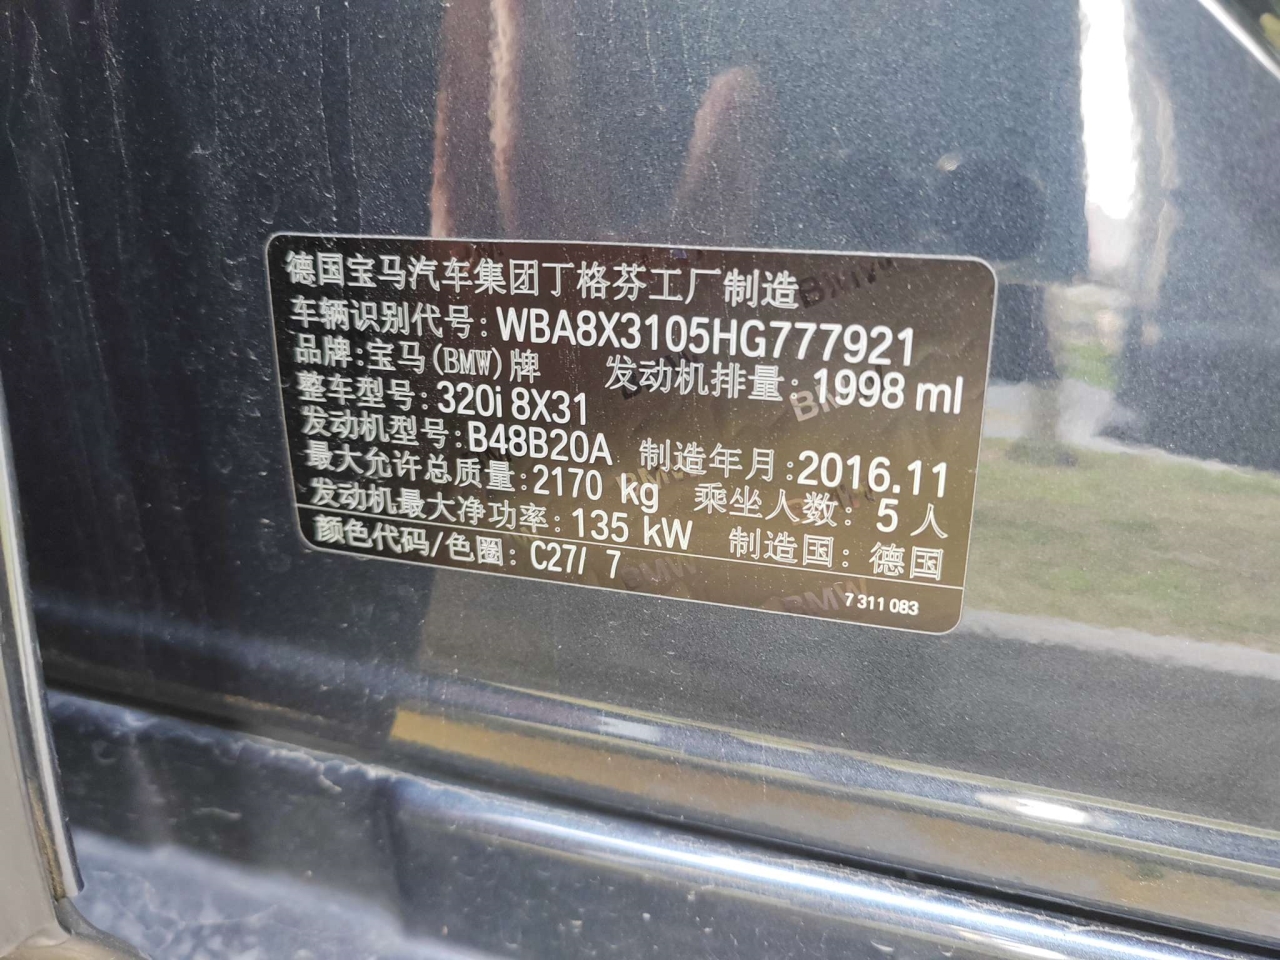 德国宝马汽车集团丁格芬工厂制造
车辆识别代号：WBA8X3105HG777921
品牌：宝马(BMW)牌 发动机排量：1998 ml
整车型号：320i 8X31
发动机型号：B48B20A 制造年月：2016.11
最大允许总质量：2170 kg 乘坐人数：5人
发动机最大净功率：135 kW 制造国：德国
颜色代码/色圈：C27/ 7
7 311 083